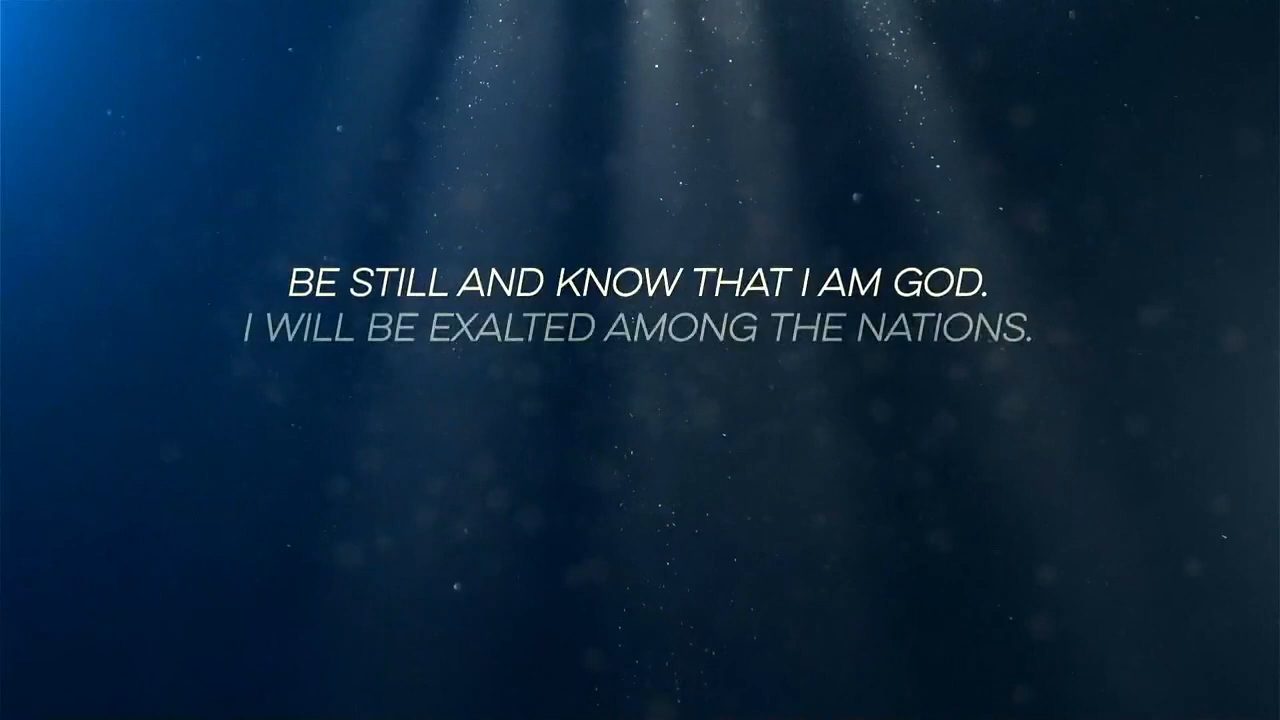 BE STILL AND KNOW THAT I AM GOD.
I WILL BE EXALTED AMONG THE NATIONS.